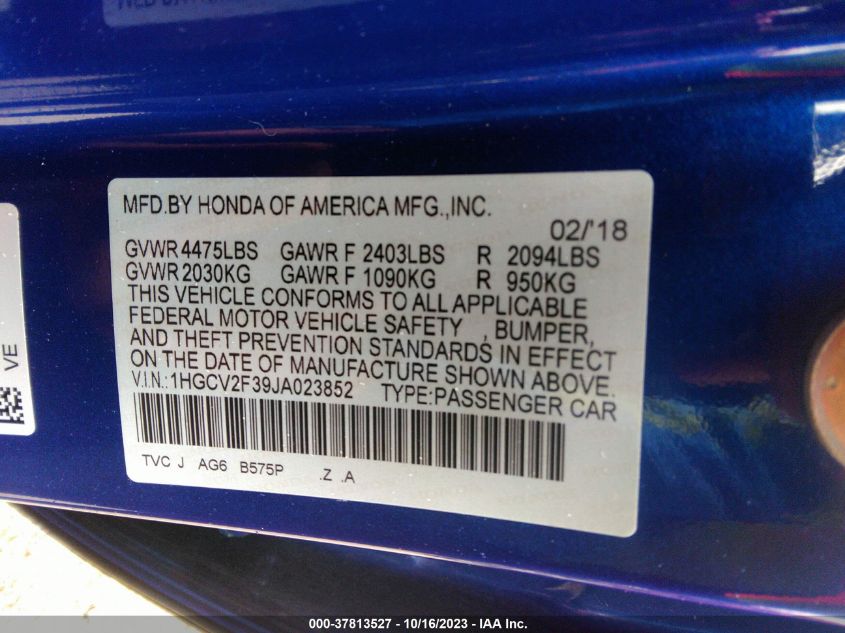 MFD.BY HONDA OF AMERICA MFG.,INC.
02/'18
GVWR 4475LBS GAWR F 2403LBS R 2094LBS
GVWR 2030KG GAWR F 1090KG R 950KG
THIS VEHICLE CONFORMS TO ALL APPLICABLE
FEDERAL MOTOR VEHICLE SAFETY , BUMPER,
AND THEFT PREVENTION STANDARDS IN EFFECT
ON THE DATE OF MANUFACTURE SHOWN ABOVE.
V.I.N.:1HGCV2F39JA023852 TYPE:PASSENGER CAR
TVC J AG6 B575P .Z .A
VE
000-37813527 - 10/16/2023 - IAA Inc.